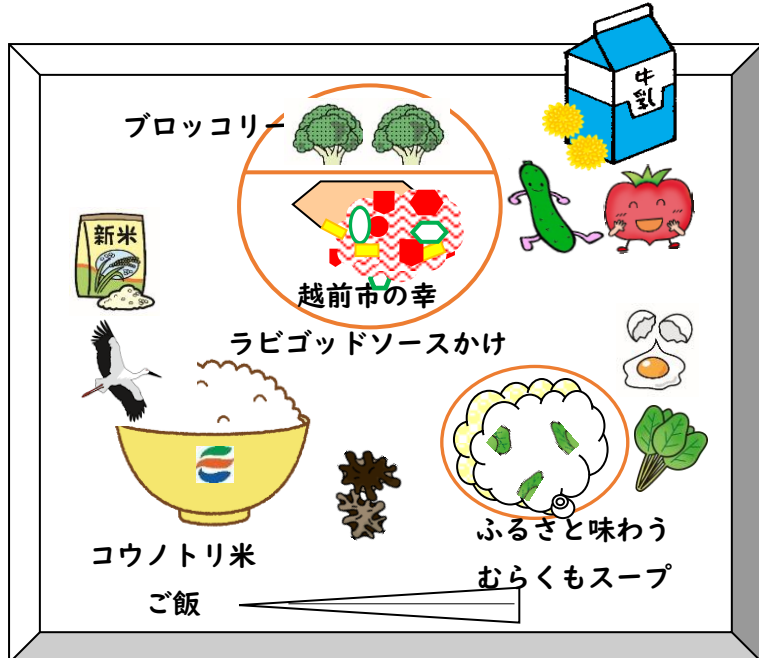 牛乳
ブロッコリー
新米
越前市の幸
ラビゴッドソースかけ
コウノトリ米
ご飯
ふるさと味わう
むらくもスープ